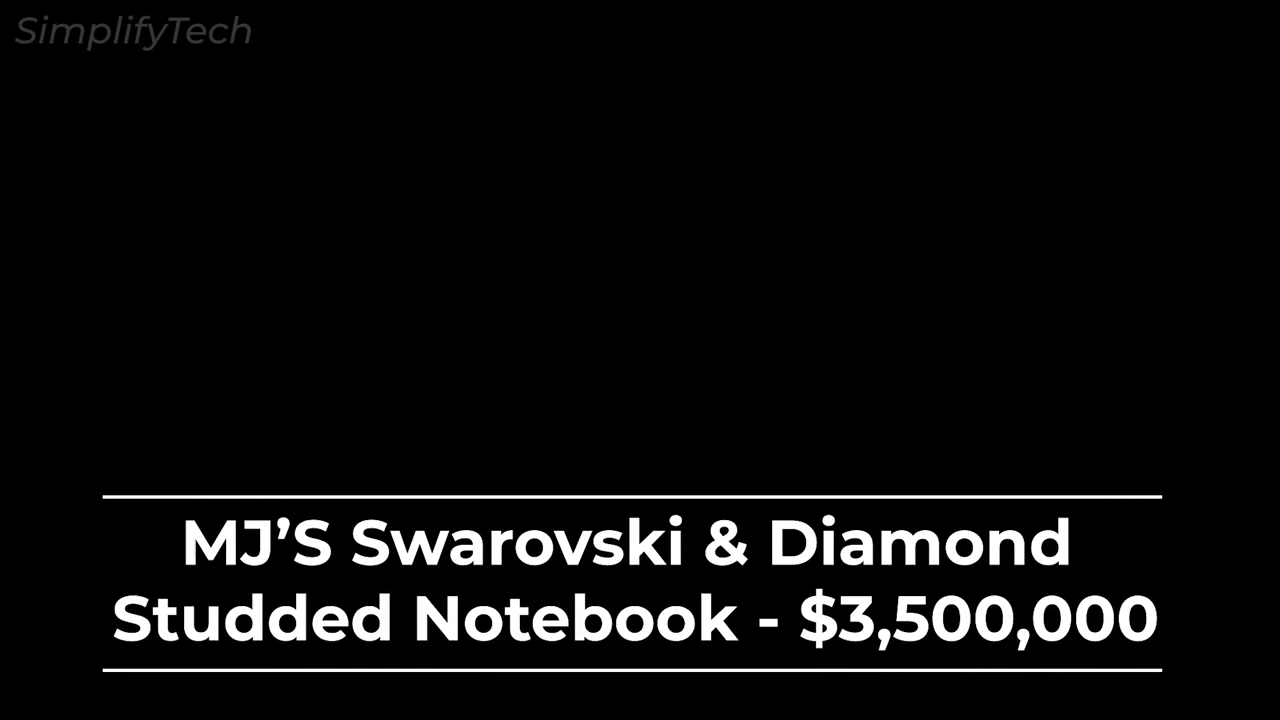 SimplifyTech
MJ’S Swarovski & Diamond
Studded Notebook - $3,500,000